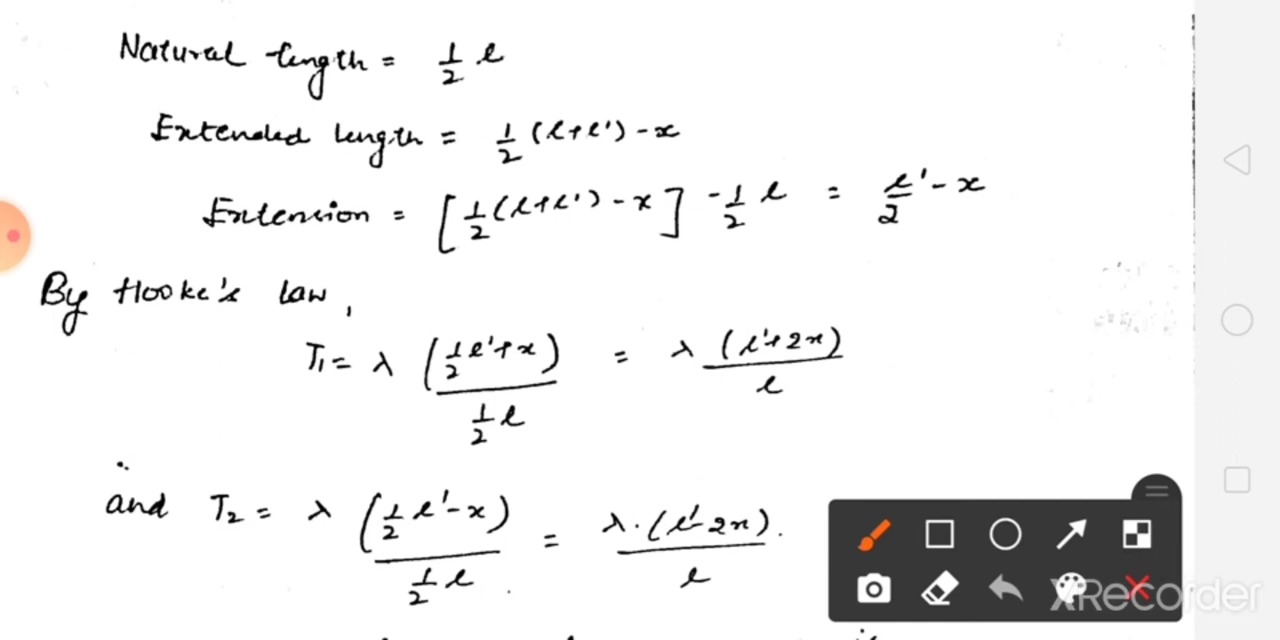 Natural length = 1/2 l
Extended length = 1/2 (l+l') - x
Extencion = [1/2 (l+l') - x] - 1/2 l = l'/2 - x
By Hooke's law,
T₁ = λ (1/2 l' + x) / 1/2 l = λ (l'+2x) / l
and T₂ = λ (1/2 l' - x) / 1/2 l = λ . (l'-2x) / l .
XRecorder